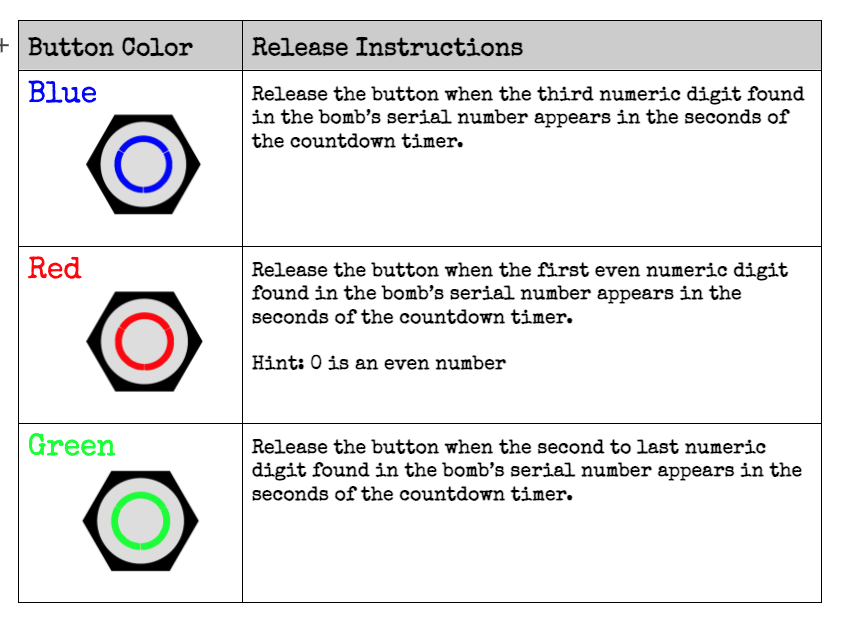 +
Button Color
Release Instructions
Blue
Release the button when the third numeric digit found
in the bomb's serial number appears in the seconds of
the countdown timer.
Red
Release the button when the first even numeric digit
found in the bomb's serial number appears in the
seconds of the countdown timer.
Hint: 0 is an even number
Green
Release the button when the second to last numeric
digit found in the bomb's serial number appears in the
seconds of the countdown timer.